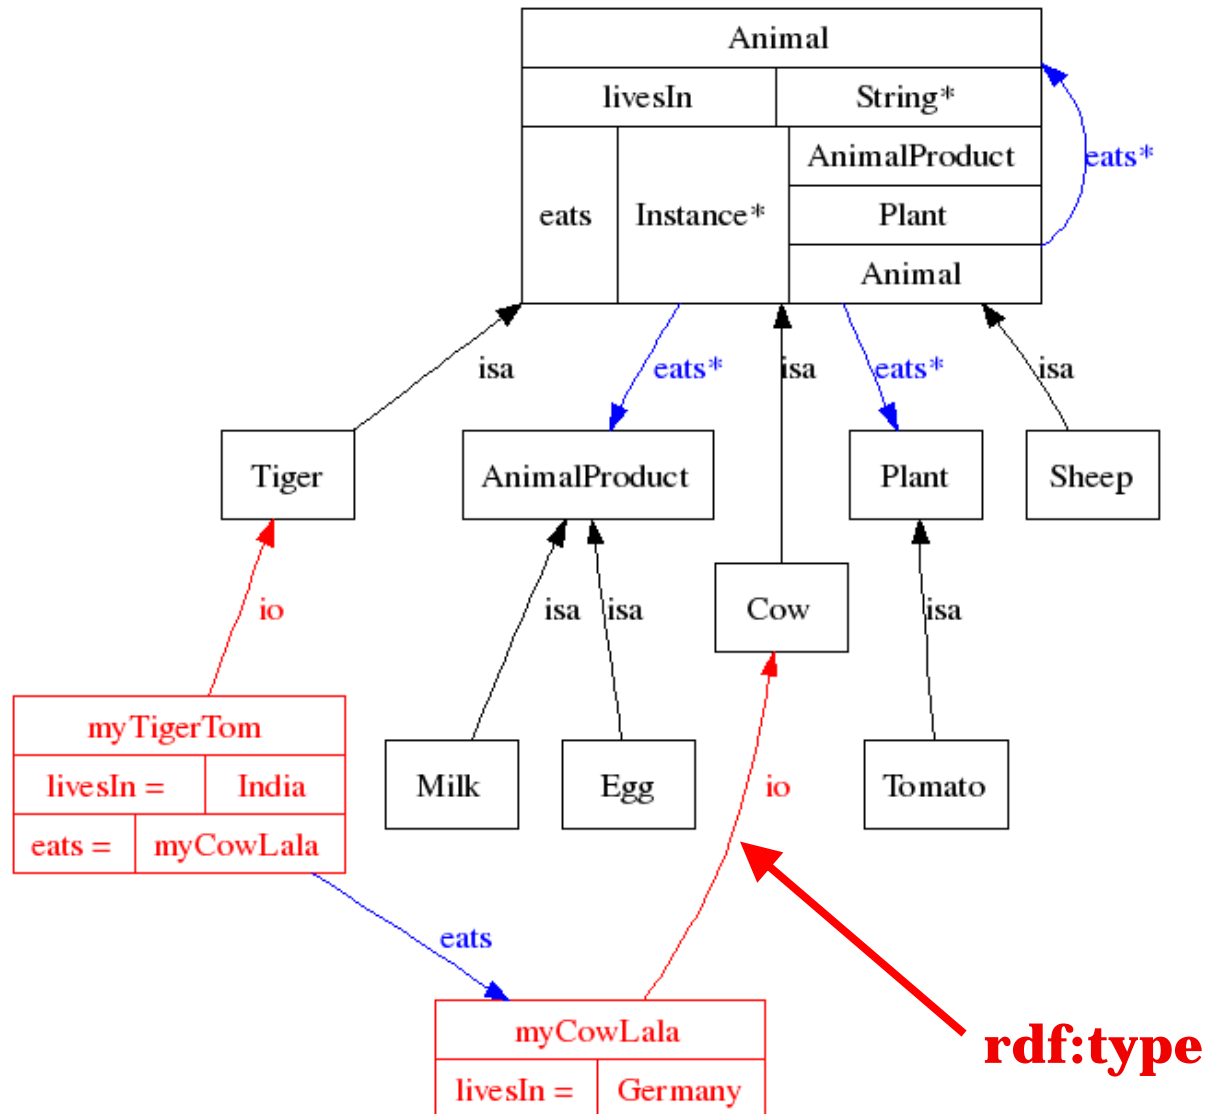 Animal
livesIn String*
AnimalProduct
eats*
eats Instance* Plant
Animal
isa eats* isa eats* isa
Tiger AnimalProduct Plant Sheep
io isa isa Cow isa
myTigerTom
livesIn = India Milk Egg io Tomato
eats = myCowLala
eats
myCowLala
rdf:type
livesIn = Germany